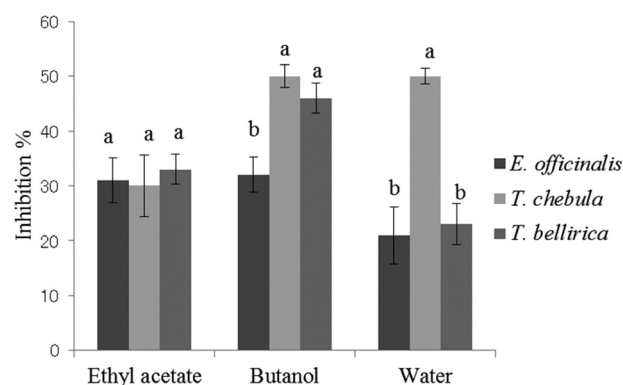 60
50
40
30
20
10
0
Inhibition %
a a a
b a a
b a b
Ethyl acetate Butanol Water
E. officinalis
T. chebula
T. bellirica